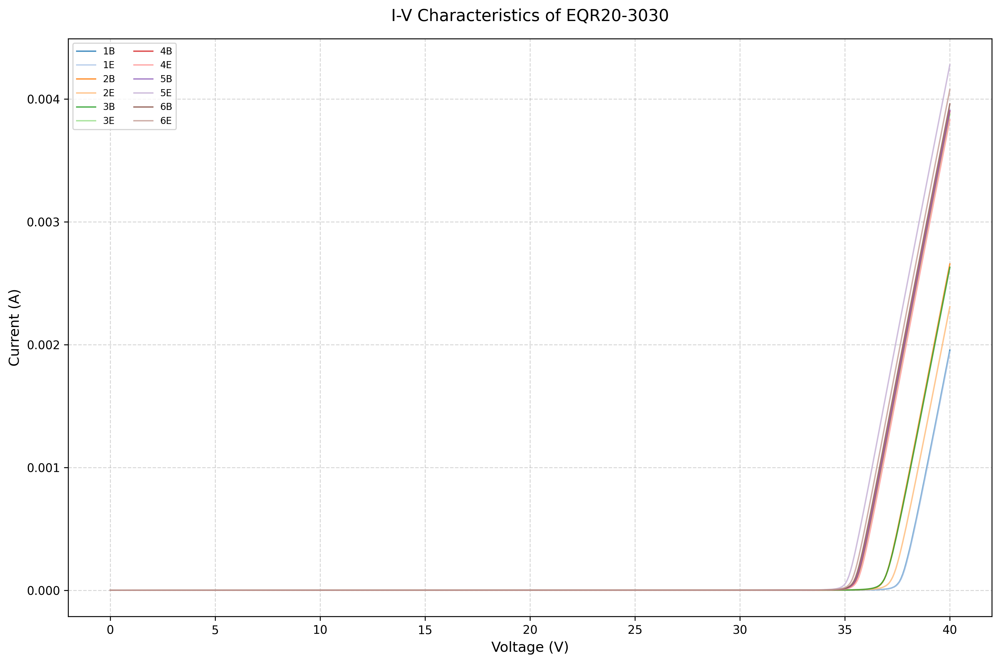 I-V Characteristics of EQR20-3030
1B
1E
2B
2E
3B
3E
4B
4E
5B
5E
6B
6E
0.004
0.003
0.002
0.001
0.000
Current (A)
0 5 10 15 20 25 30 35 40
Voltage (V)